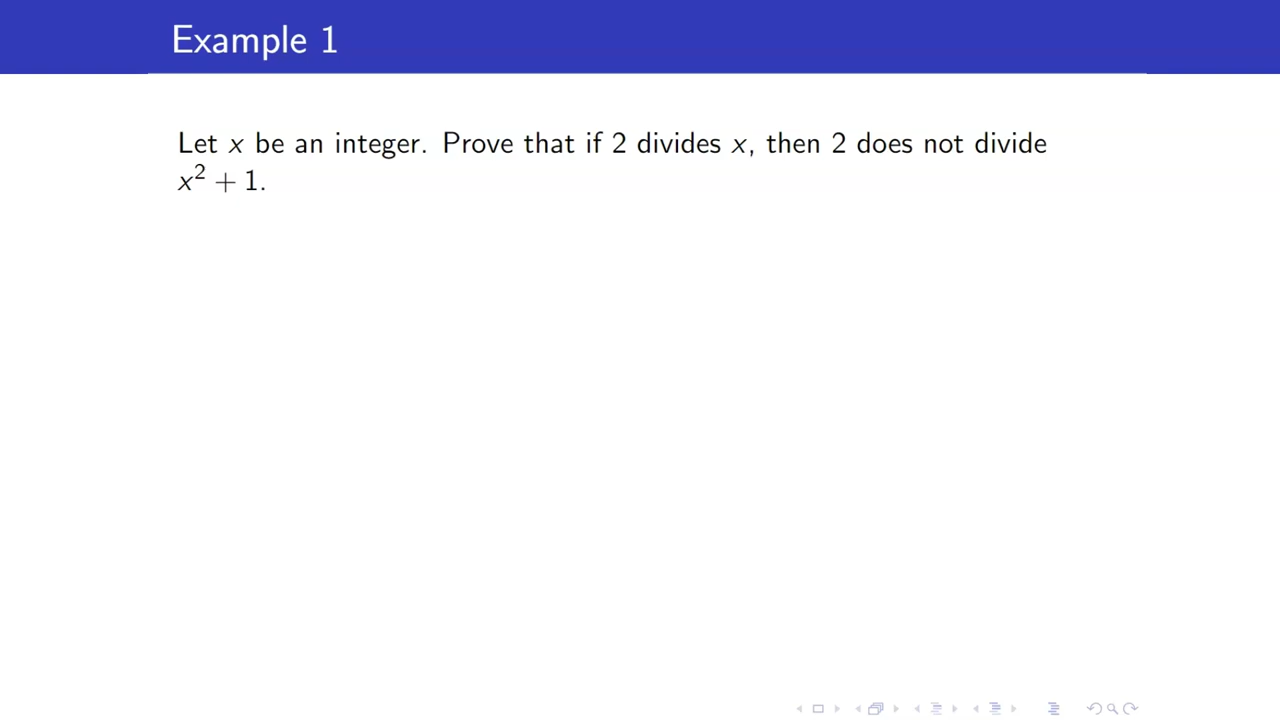 Example 1
Let x be an integer. Prove that if 2 divides x, then 2 does not divide
x² + 1.